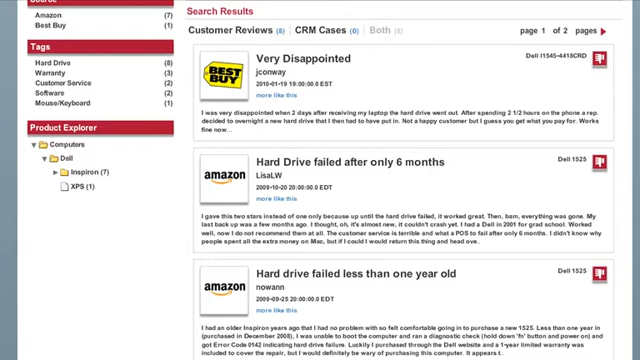 Source
Amazon (7)
Best Buy (1)
Tags
Hard Drive (8)
Warranty (3)
Customer Service (2)
Software (2)
Mouse/Keyboard (1)
Product Explorer
Computers
Dell
Inspiron (7)
XPS (1)
Search Results
Customer Reviews (8) | CRM Cases (0) | Both (8)
page 1 of 2 pages
BEST BUY
Very Disappointed
Dell I1545-4418CRD
jconway
2010-01-19 19:00:00.0 EST
more like this
I was very disappointed when 2 days after receiving my laptop the hard drive went out. After spending 2 1/2 hours on the phone a rep.
decided to overnight a new hard drive that I then had to have put in. Not a happy customer but I guess you get what you pay for. Works
fine now...
amazon
Hard Drive failed after only 6 months
Dell 1525
LisaLW
2009-10-20 20:00:00.0 EDT
more like this
I gave this two stars instead of one only because up until the hard drive failed, it worked great. Then, bam, everything was gone. My
last back up was a few months ago. I thought, oh, it's almost new, it couldn't crash yet. I had a Dell in 2001 for grad school. Worked
well, now I do not recommend them at all. The customer service is terrible and what a POS to fail after only 6 months. I didn't know why
people spent all the extra money on Mac, but if I could I would return this thing and head ove..
amazon
Hard drive failed less than one year old
Dell 1525
nowann
2009-09-25 20:00:00.0 EDT
more like this
I had an older Inspiron years ago that I had no problem with so felt comfortable going in to purchase a new 1525. Less than one year in
(purchased in December 2008), I was unable to boot the computer and ran a diagnostic check (hold down 'fn' button and power on) and
got Error Code 0142 indicating hard drive failure. Luckily I purchased through the Dell website and a 1-year limited warranty was
included to cover the repair, but I would definitely be wary of purchasing this computer. It appears t.